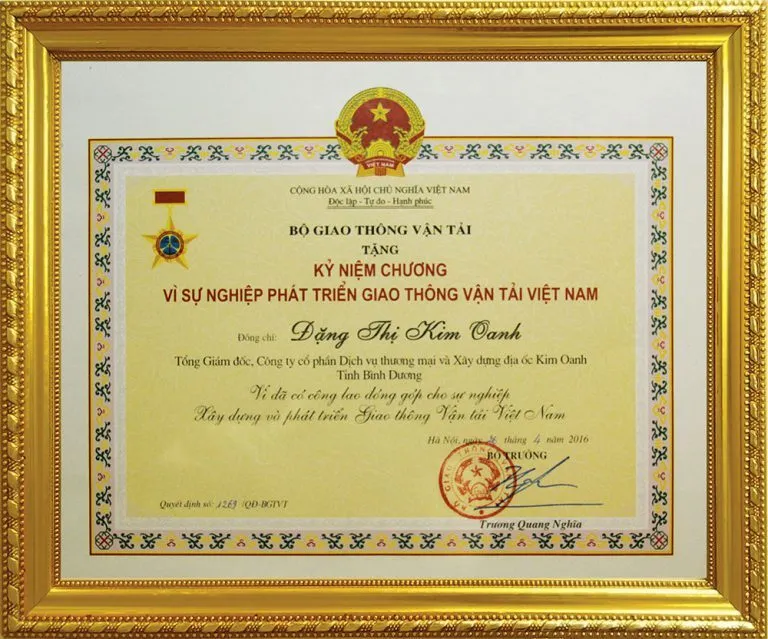 VIỆT NAM
CỘNG HÒA XÃ HỘI CHỦ NGHĨA VIỆT NAM
Độc lập - Tự do - Hạnh phúc
BỘ GIAO THÔNG VẬN TẢI
TẶNG
KỶ NIỆM CHƯƠNG
VÌ SỰ NGHIỆP PHÁT TRIỂN GIAO THÔNG VẬN TẢI VIỆT NAM
Đồng chí: Đặng Thị Kim Oanh
Tổng Giám đốc, Công ty cổ phần Dịch vụ thương mại và Xây dựng địa ốc Kim Oanh
Tỉnh Bình Dương
Vì đã có công lao đóng góp cho sự nghiệp
Xây dựng và phát triển Giao thông Vận tải Việt Nam
Hà Nội, ngày tháng 4 năm 2016
BỘ TRƯỞNG
Quyết định số: 1269 /QĐ-BGTVT
Trương Quang Nghĩa